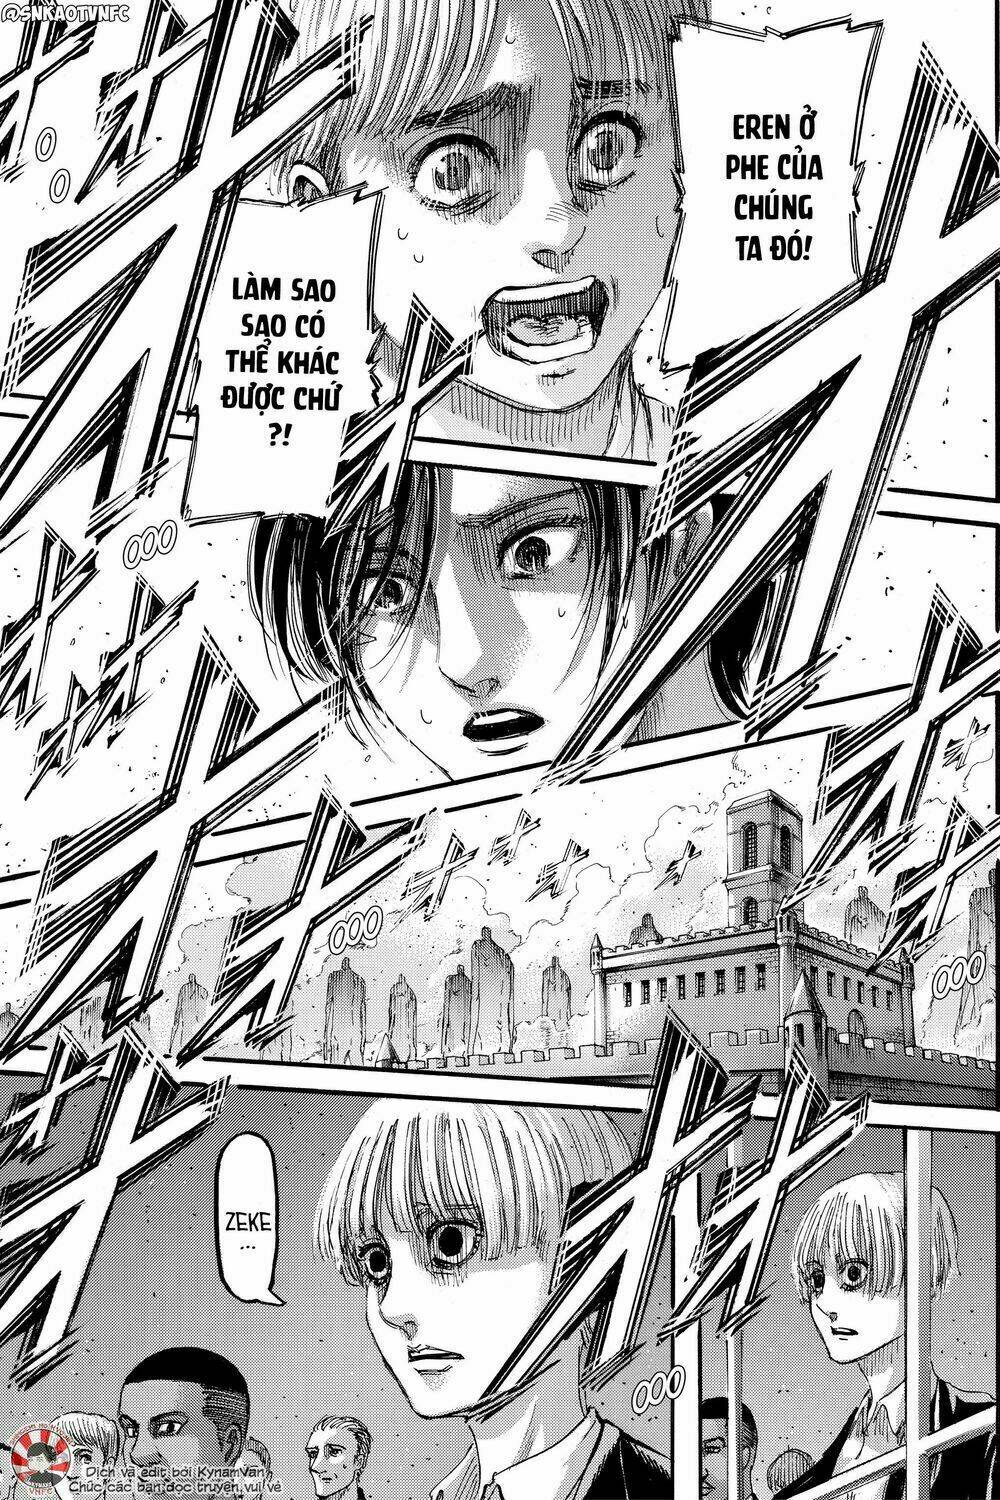 @SNKAOTVNFC
EREN Ở
PHE CỦA
CHÚNG
TA ĐÓ!
LÀM SAO
SAO CÓ
THỂ KHÁC
ĐƯỢC CHỨ
?!
ZEKE
...
Dịch và edit bởi KynamVan
Chúc các bạn đọc truyện vui vẻ
VNFC